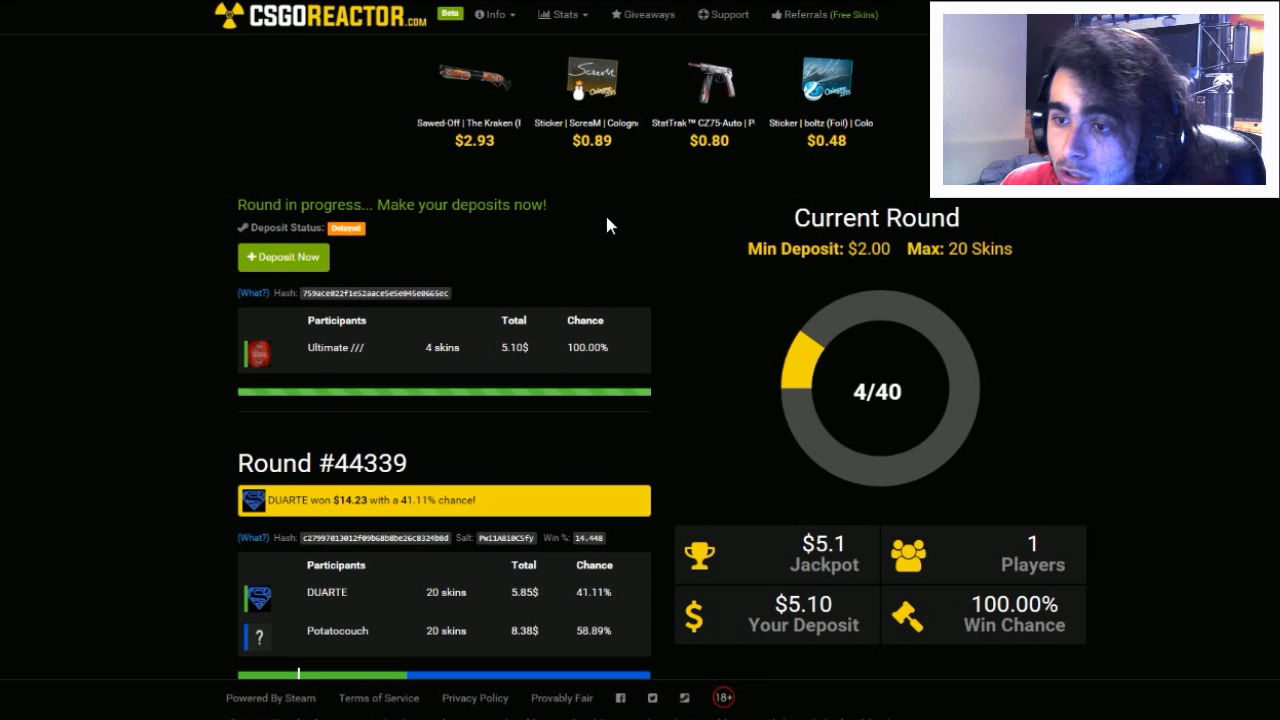 CSGOREACTOR.COM
Beta
Info
Stats
Giveaways
Support
Referrals (Free Skins)
Sawed-Off | The Kraken (I
Sticker | ScreaM | Cologn
StatTrak™ CZ75-Auto | P
Sticker | boltz (Foil) | Colo
$2.93
$0.89
$0.80
$0.48
Round in progress... Make your deposits now!
Deposit Status: Delayed
+ Deposit Now
(What?) Hash:
Participants Total Chance
Ultimate /// 4 skins 5.10$ 100.00%
Round #44339
DUARTE won $14.23 with a 41.11% chance!
(What?) Hash: Salt: Win %: 14.448
Participants Total Chance
DUARTE 20 skins 5.85$ 41.11%
? Potatocouch 20 skins 8.38$ 58.89%
Current Round
Min Deposit: $2.00 Max: 20 Skins
4/40
$5.1
Jackpot
1
Players
$5.10
Your Deposit
100.00%
Win Chance
Powered By Steam
Terms of Service
Privacy Policy
Provably Fair
18+